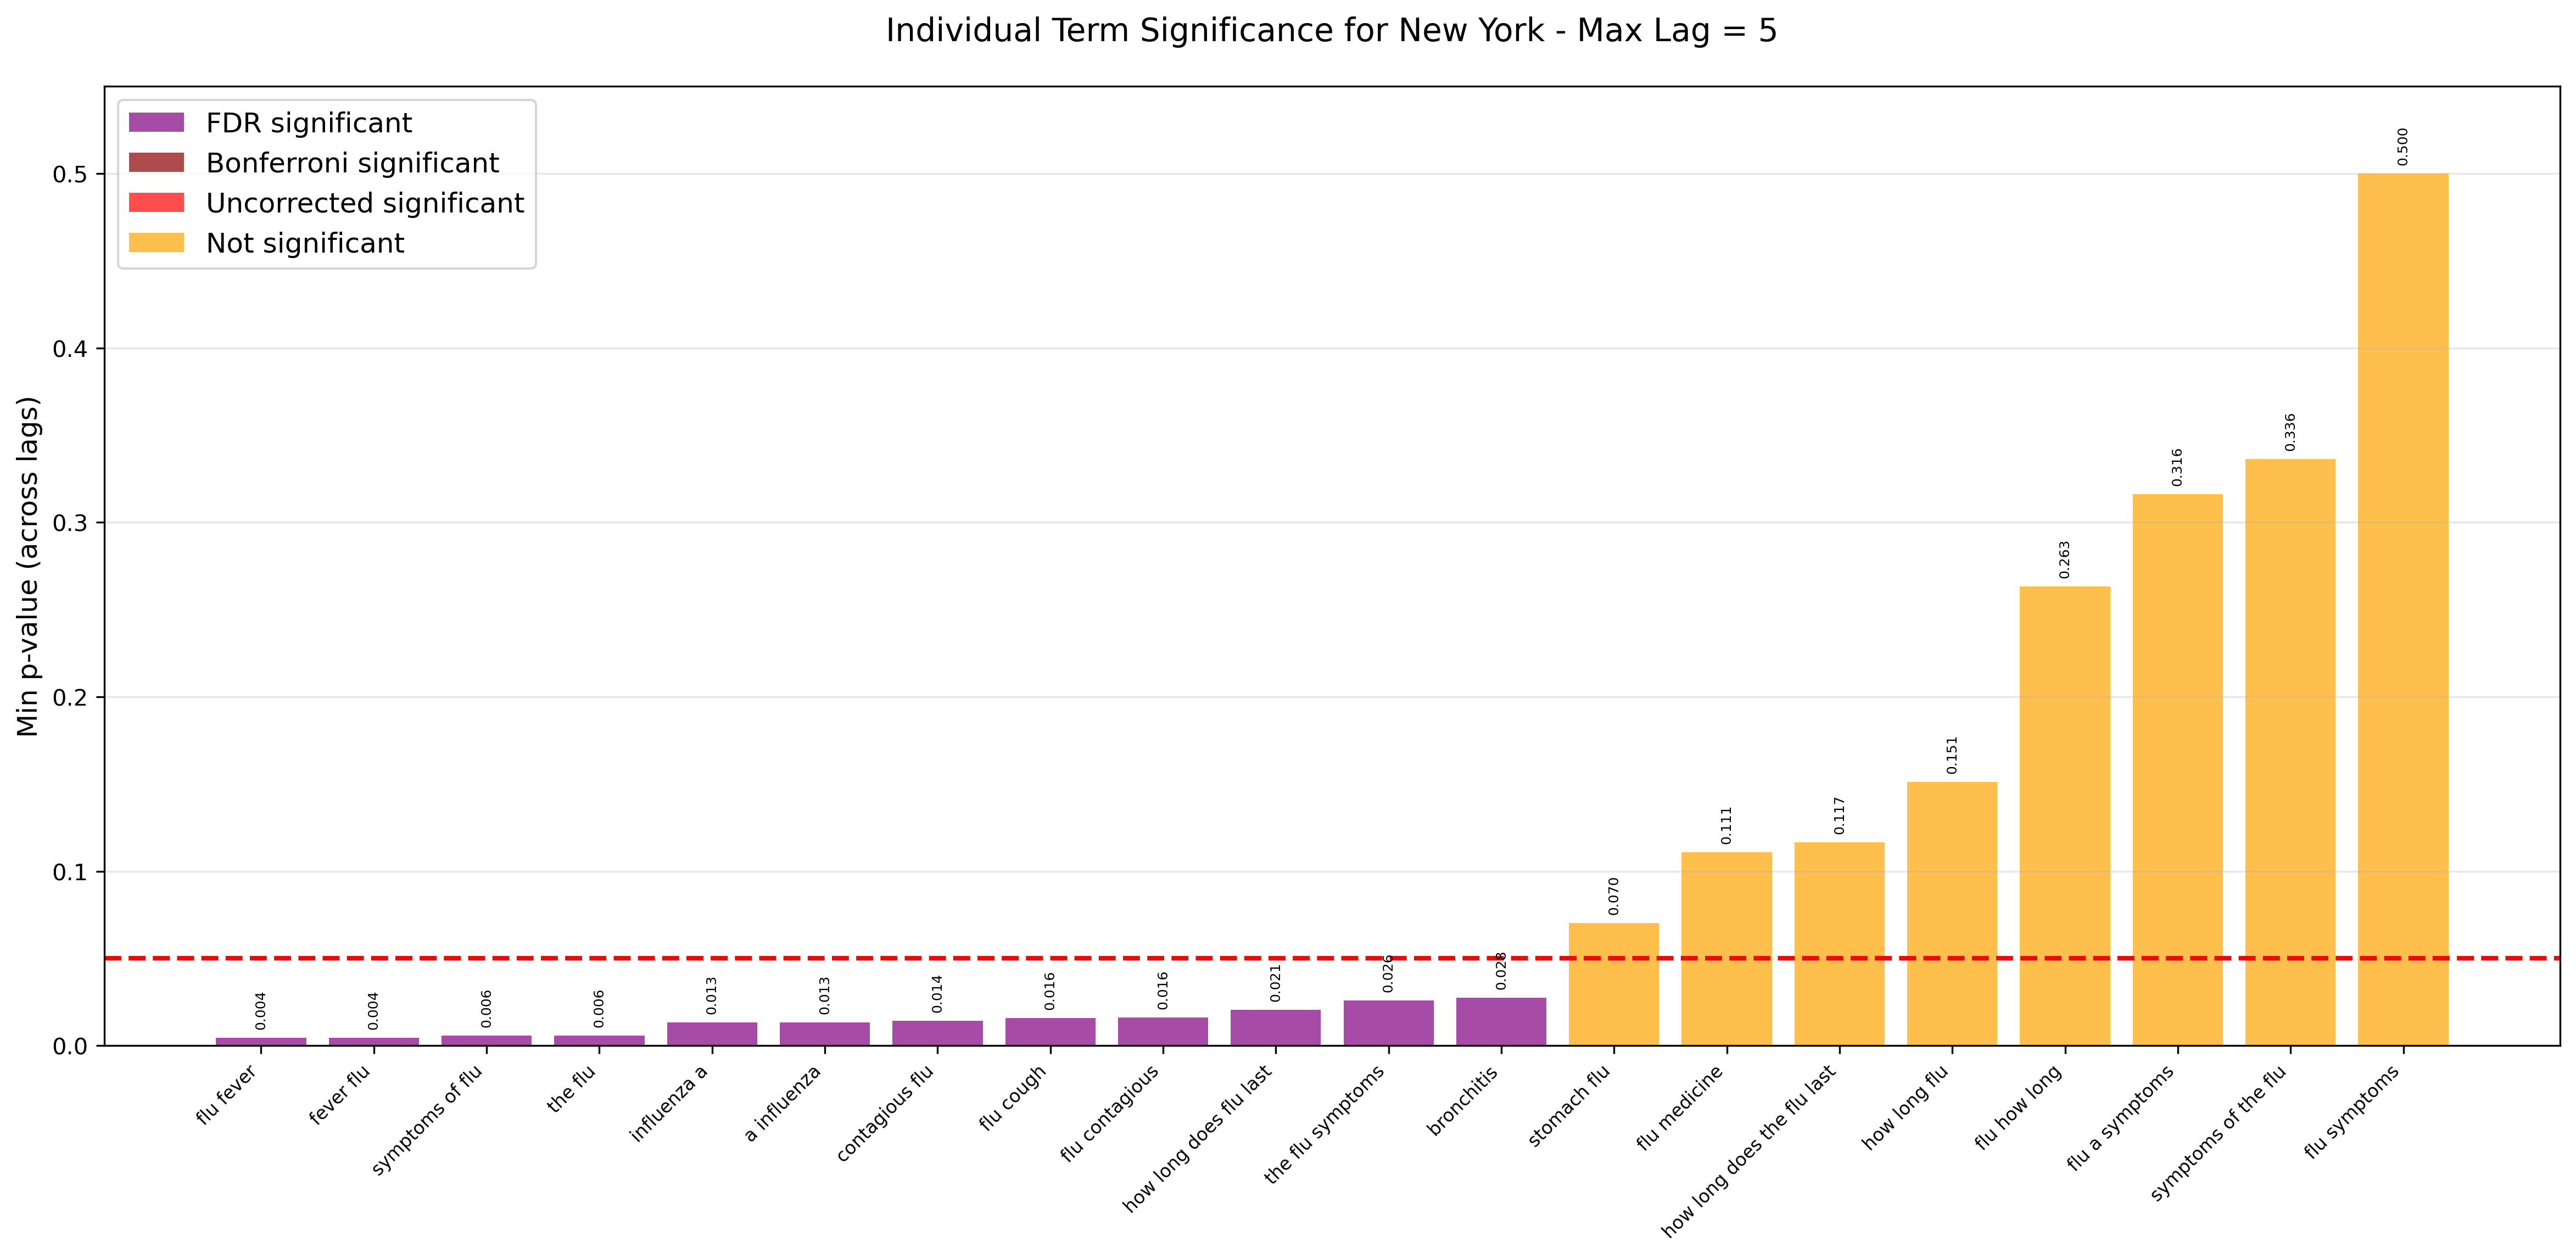 Individual Term Significance for New York - Max Lag = 5
FDR significant
Bonferroni significant
Uncorrected significant
Not significant
Min p-value (across lags)
0.5
0.4
0.3
0.2
0.1
0.0
0.004
0.004
0.006
0.006
0.013
0.013
0.014
0.016
0.016
0.021
0.026
0.028
0.070
0.111
0.117
0.151
0.263
0.316
0.336
0.500
flu fever
fever flu
symptoms of flu
the flu
influenza a
a influenza
contagious flu
flu cough
flu contagious
how long does flu last
the flu symptoms
bronchitis
stomach flu
flu medicine
how long does the flu last
how long flu
flu how long
flu a symptoms
symptoms of the flu
flu symptoms